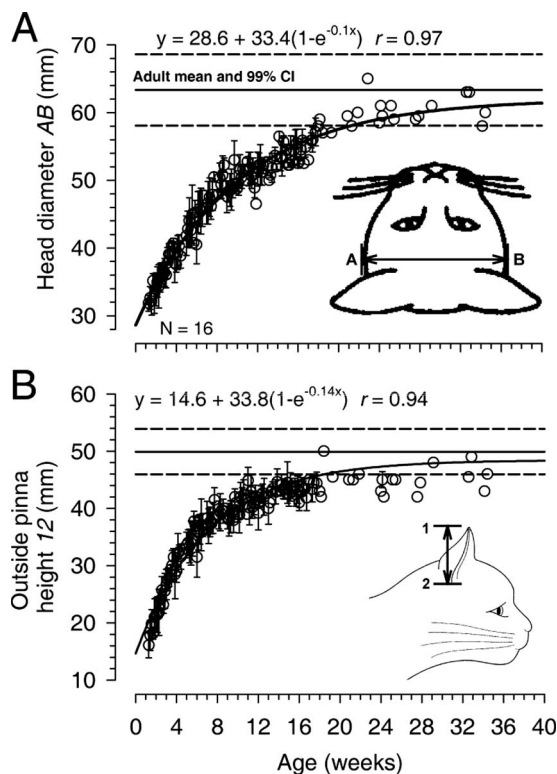 A
y = 28.6 + 33.4(1-e^-0.1x) r = 0.97
70
Adult mean and 99% CI
60
50
40
30
Head diameter AB (mm)
A B
N = 16
B
y = 14.6 + 33.8(1-e^-0.14x) r = 0.94
60
50
40
30
20
10
Outside pinna
height 12 (mm)
1
2
0 4 8 12 16 20 24 28 32 36 40
Age (weeks)